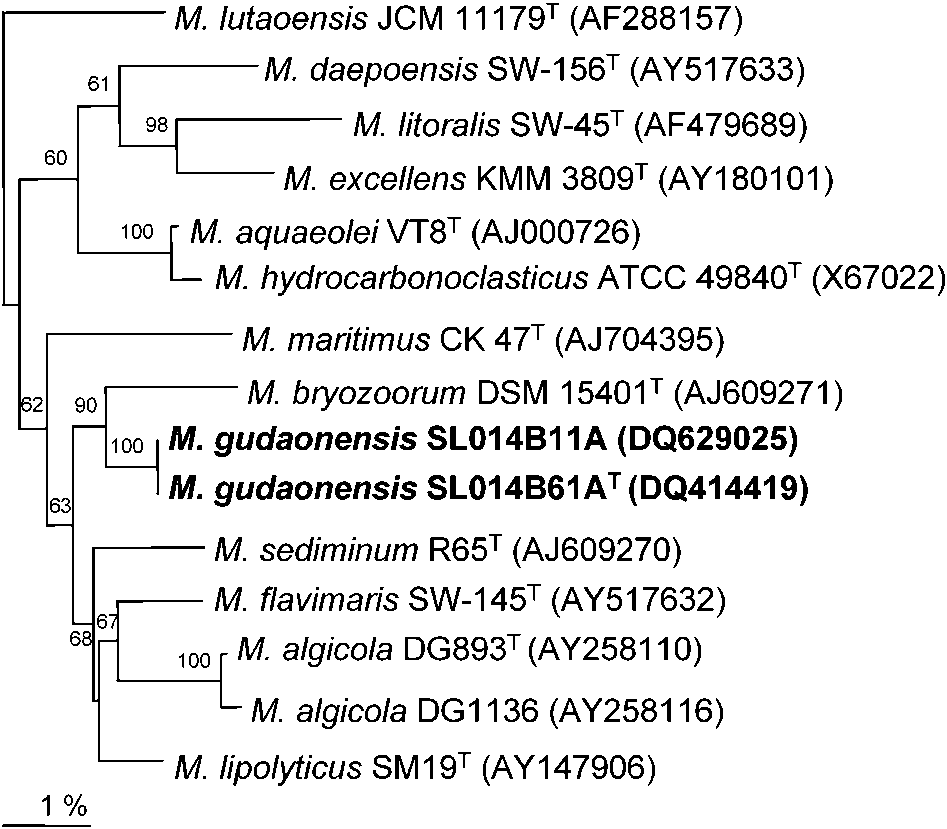 M. lutaoensis JCM 11179ᵀ (AF288157)
61
M. daepoensis SW-156ᵀ (AY517633)
98
M. litoralis SW-45ᵀ (AF479689)
60
M. excellens KMM 3809ᵀ (AY180101)
100
M. aquaeolei VT8ᵀ (AJ000726)
M. hydrocarbonoclasticus ATCC 49840ᵀ (X67022)
M. maritimus CK 47ᵀ (AJ704395)
62
90
M. bryozoorum DSM 15401ᵀ (AJ609271)
100
M. gudaonensis SL014B11A (DQ629025)
M. gudaonensis SL014B61Aᵀ (DQ414419)
63
M. sediminum R65ᵀ (AJ609270)
M. flavimaris SW-145ᵀ (AY517632)
67
68
100
M. algicola DG893ᵀ (AY258110)
M. algicola DG1136 (AY258116)
M. lipolyticus SM19ᵀ (AY147906)
1 %